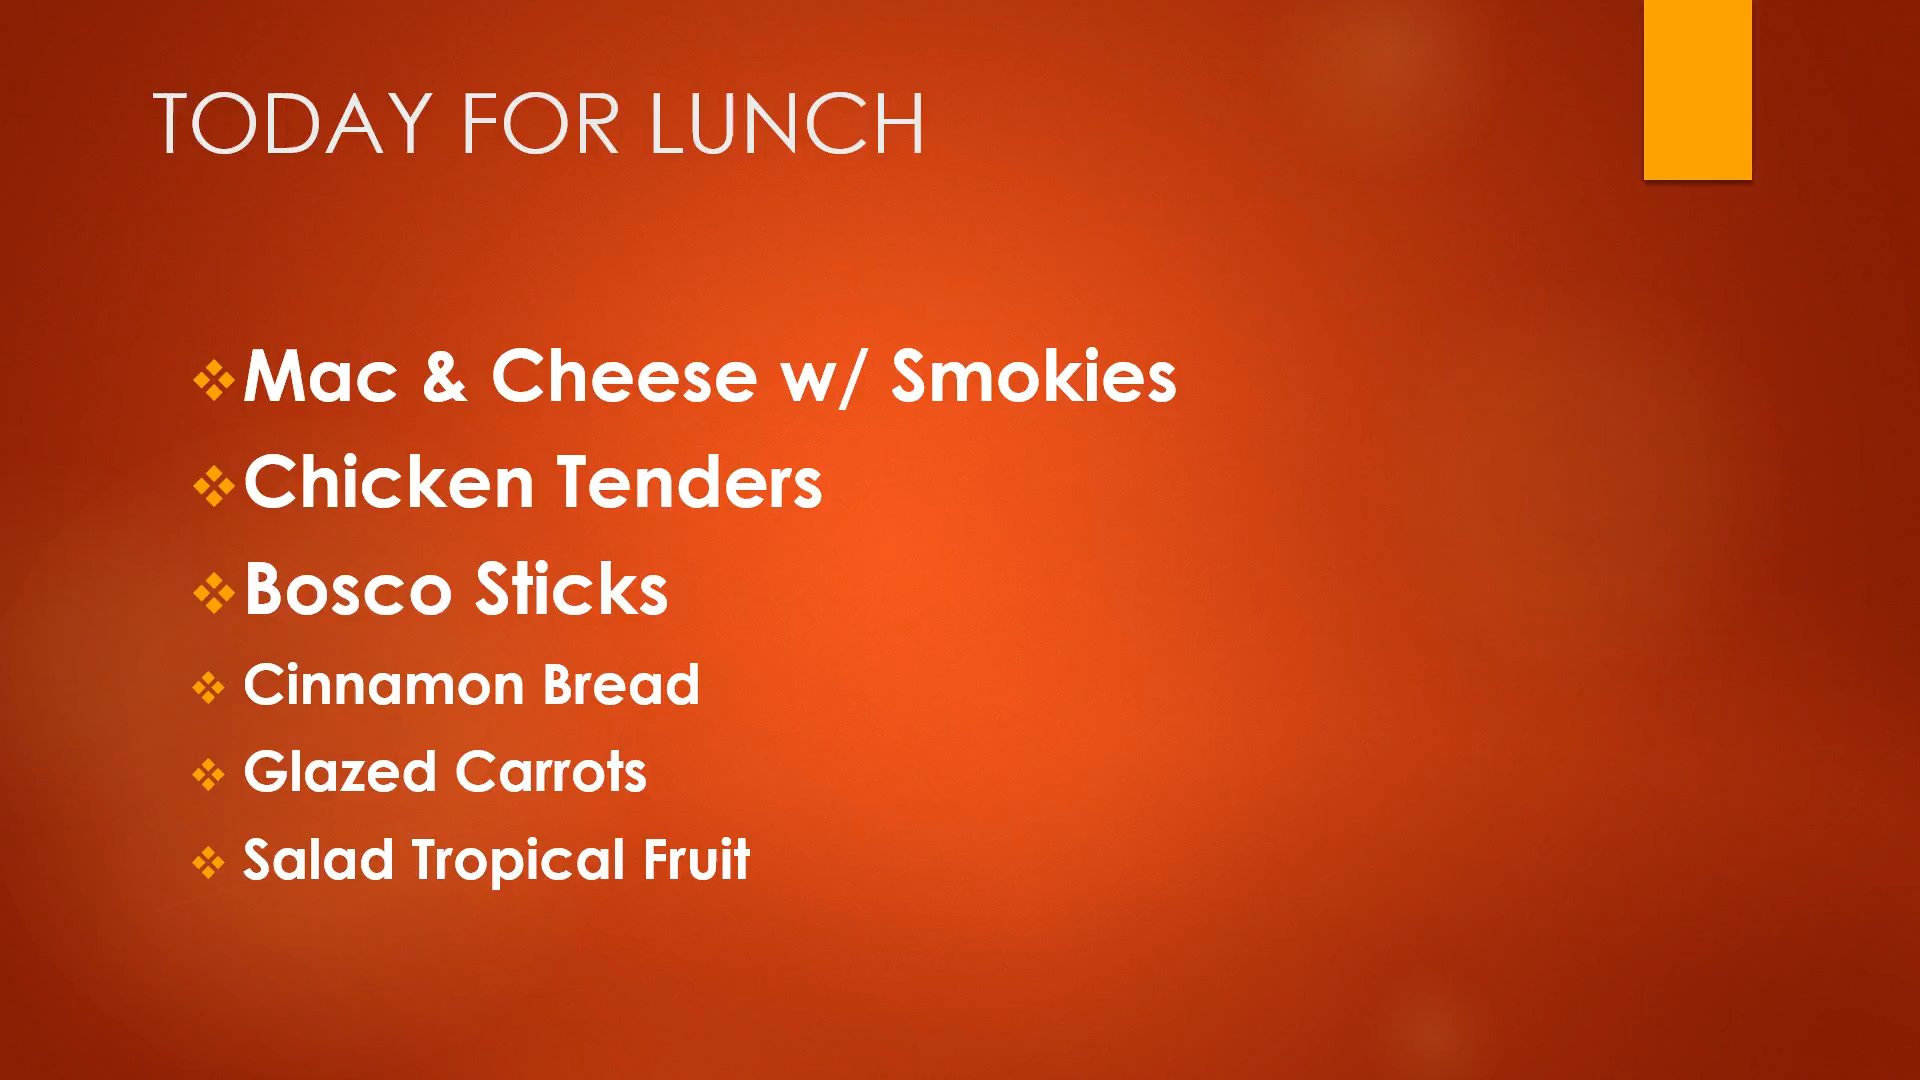 TODAY FOR LUNCH
Mac & Cheese w/ Smokies
Chicken Tenders
Bosco Sticks
Cinnamon Bread
Glazed Carrots
Salad Tropical Fruit